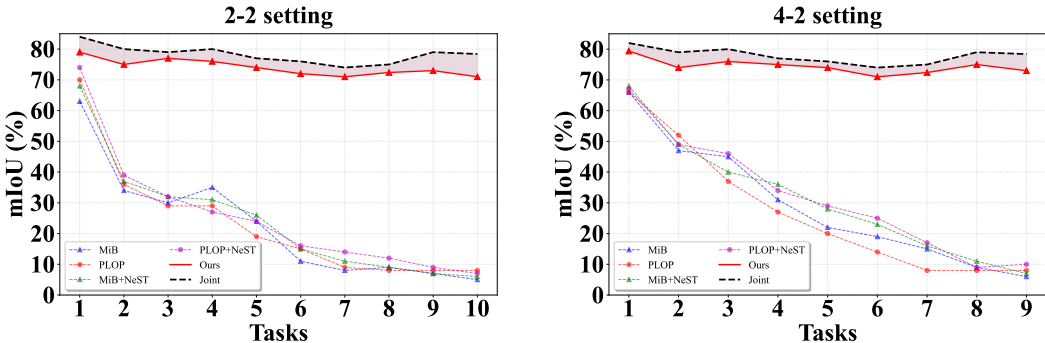 2-2 setting
mIoU (%)
80
70
60
50
40
30
20
10
0
MiB
PLOP
MiB+NeST
PLOP+NeST
Ours
Joint
1 2 3 4 5 6 7 8 9 10
Tasks
4-2 setting
mIoU (%)
80
70
60
50
40
30
20
10
0
MiB
PLOP
MiB+NeST
PLOP+NeST
Ours
Joint
1 2 3 4 5 6 7 8 9
Tasks